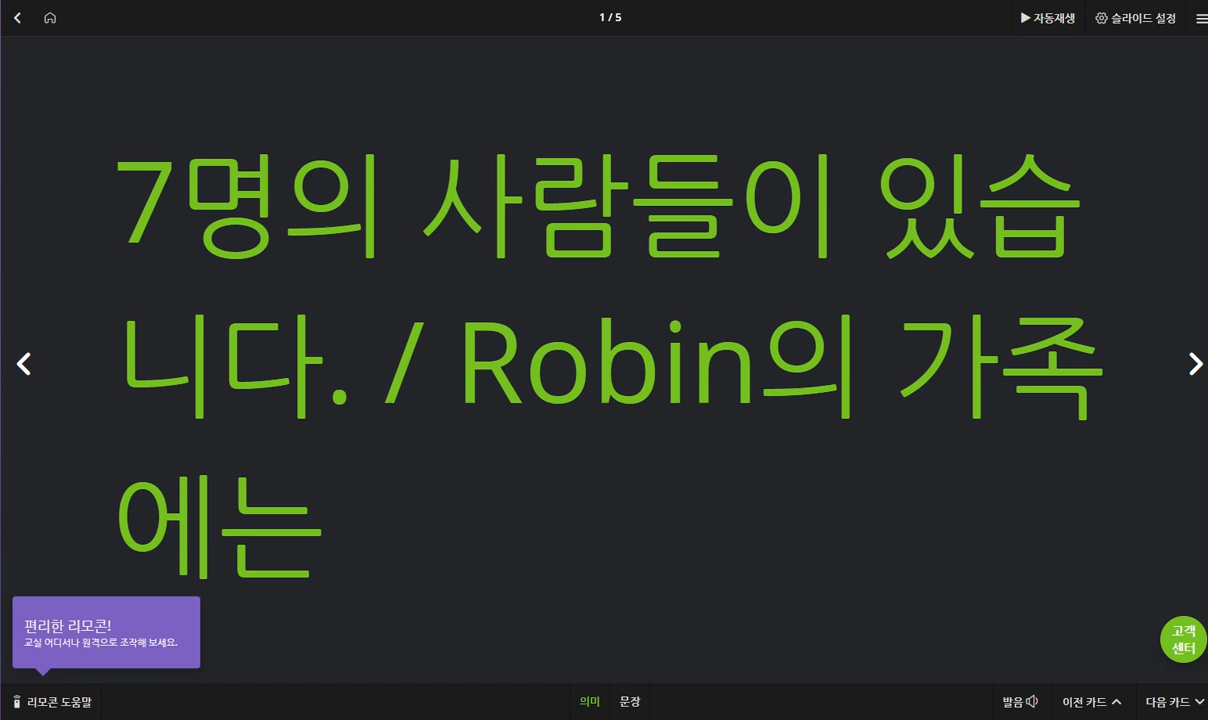 1 / 5
▶ 자동재생
슬라이드 설정
7명의 사람들이 있습
니다. / Robin의 가족
에는
편리한 리모콘!
교실 어디서나 원격으로 조작해 보세요.
고객
센터
리모콘 도움말
의미
문장
발음
이전 카드
다음 카드